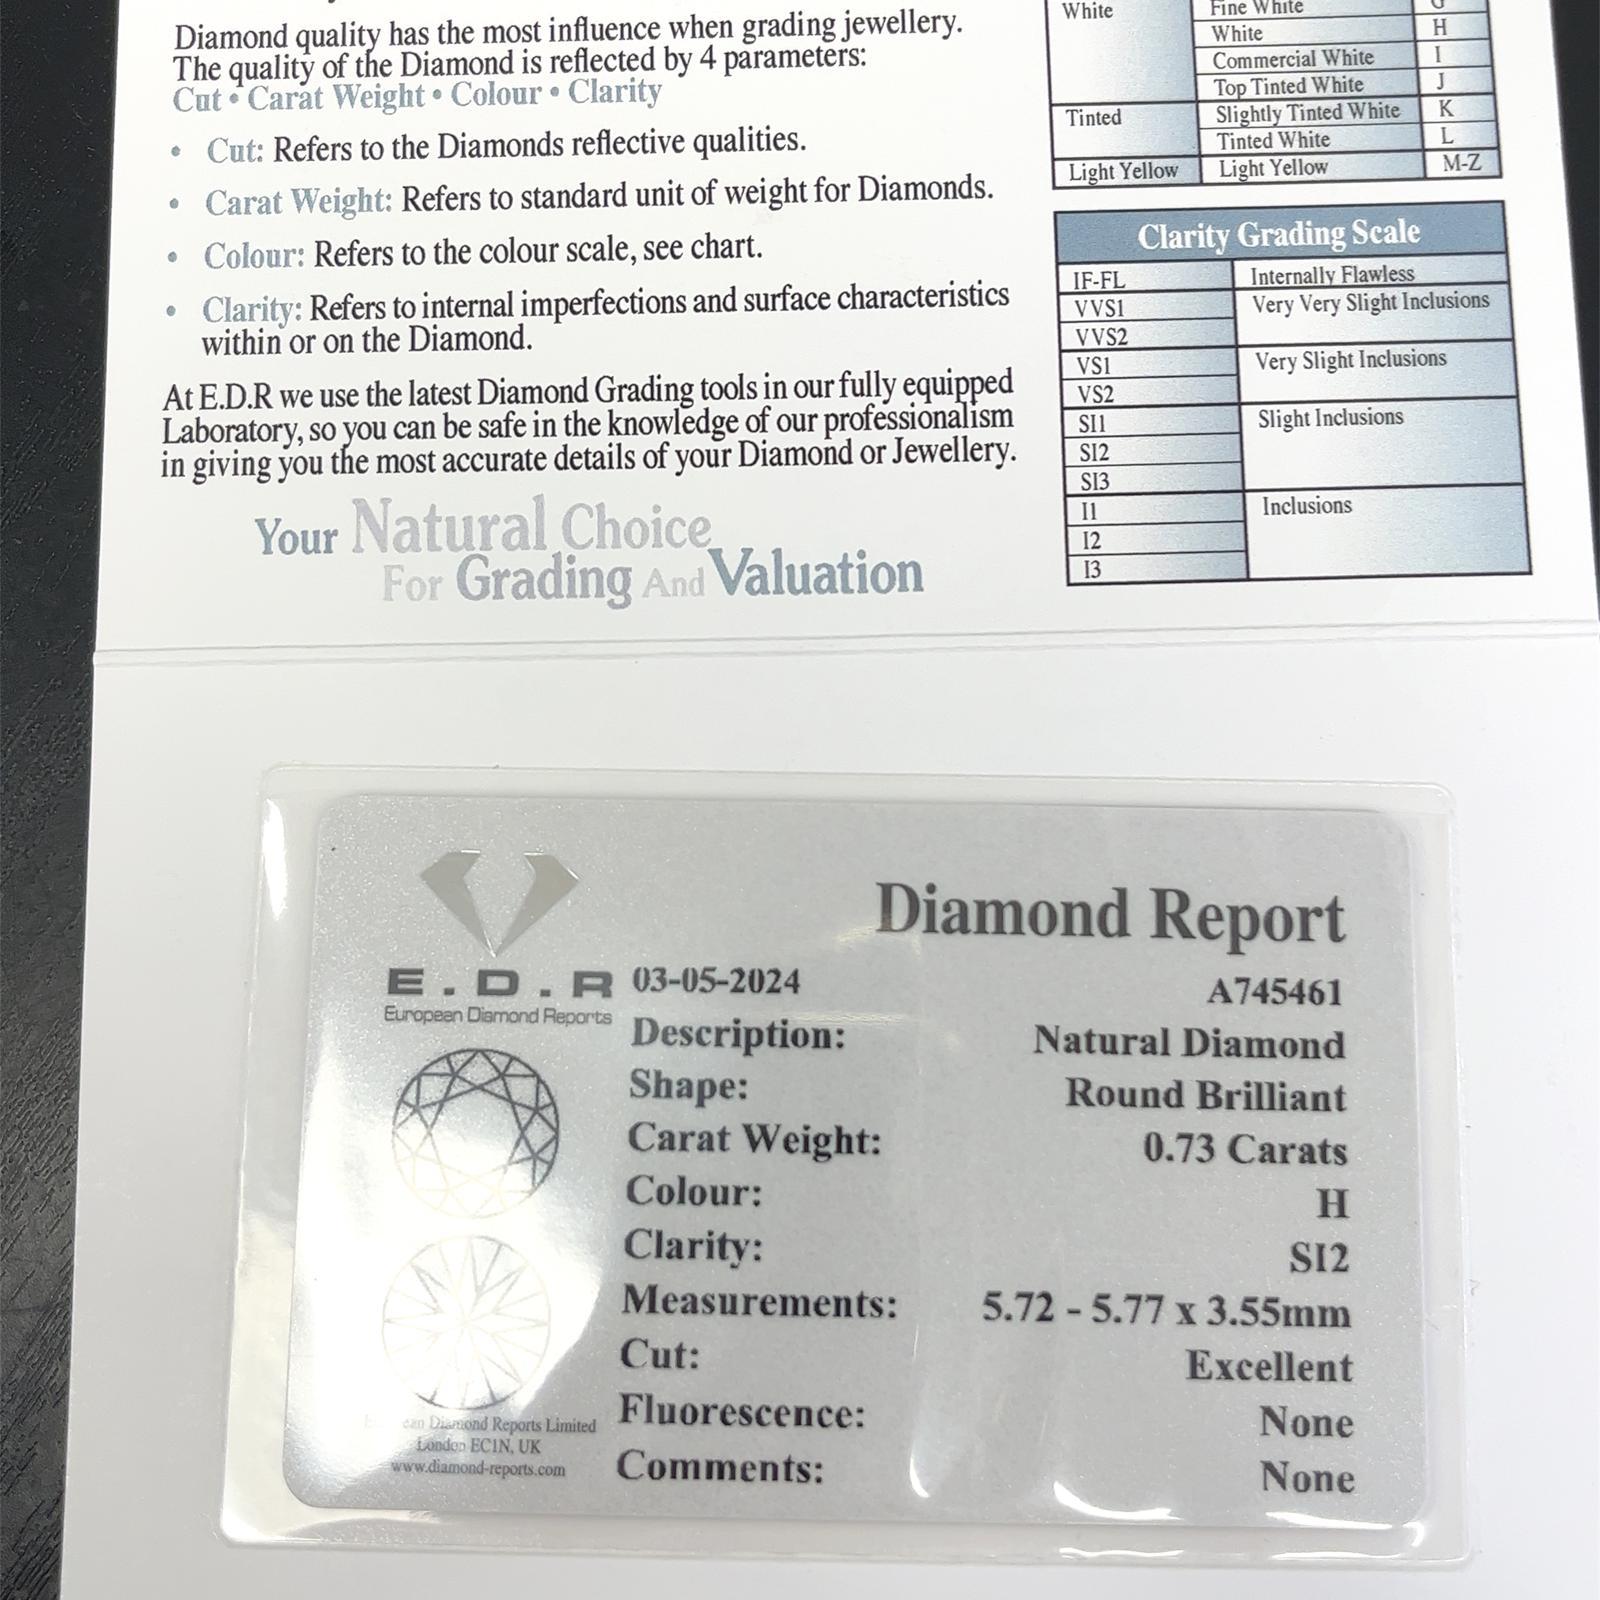 Diamond quality has the most influence when grading jewellery.
The quality of the Diamond is reflected by 4 parameters:
Cut • Carat Weight • Colour • Clarity
• Cut: Refers to the Diamonds reflective qualities.
• Carat Weight: Refers to standard unit of weight for Diamonds.
• Colour: Refers to the colour scale, see chart.
• Clarity: Refers to internal imperfections and surface characteristics
within or on the Diamond.
At E.D.R we use the latest Diamond Grading tools in our fully equipped
Laboratory, so you can be safe in the knowledge of our professionalism
in giving you the most accurate details of your Diamond or Jewellery.
Your Natural Choice
For Grading And Valuation
White Fine White G
White H
Commercial White I
Top Tinted White J
Tinted Slightly Tinted White K
Tinted White L
Light Yellow Light Yellow M-Z
Clarity Grading Scale
IF-FL Internally Flawless
VVS1 Very Very Slight Inclusions
VVS2
VS1 Very Slight Inclusions
VS2
SI1 Slight Inclusions
SI2
SI3
I1 Inclusions
I2
I3
Diamond Report
E.D.R 03-05-2024 A745461
European Diamond Reports
Description: Natural Diamond
Shape: Round Brilliant
Carat Weight: 0.73 Carats
Colour: H
Clarity: SI2
Measurements: 5.72 - 5.77 x 3.55mm
Cut: Excellent
Fluorescence: None
Comments: None
Diamond Reports Limited
London EC1N, UK
www.diamond-reports.com